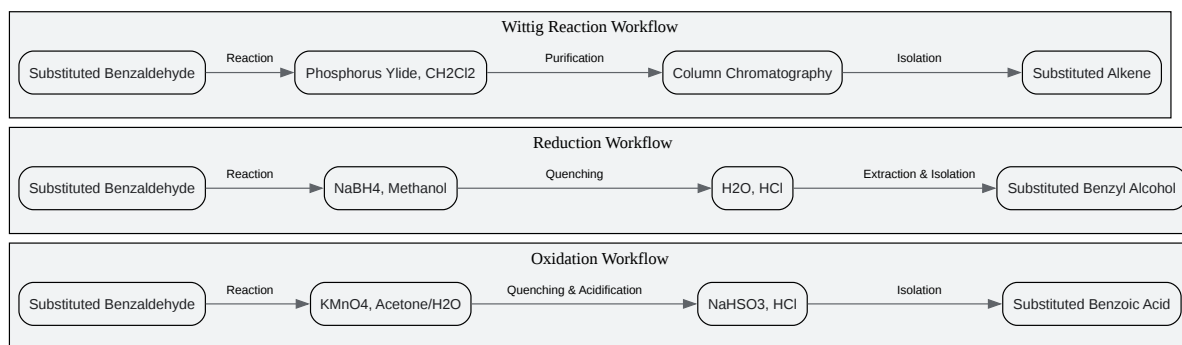 Wittig Reaction Workflow
Substituted Benzaldehyde
Reaction
Phosphorus Ylide, CH2Cl2
Purification
Column Chromatography
Isolation
Substituted Alkene
Reduction Workflow
Substituted Benzaldehyde
Reaction
NaBH4, Methanol
Quenching
H2O, HCl
Extraction & Isolation
Substituted Benzyl Alcohol
Oxidation Workflow
Substituted Benzaldehyde
Reaction
KMnO4, Acetone/H2O
Quenching & Acidification
NaHSO3, HCl
Isolation
Substituted Benzoic Acid